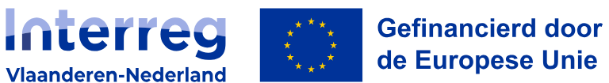 Interreg
Vlaanderen-Nederland
Gefinancierd door
de Europese Unie